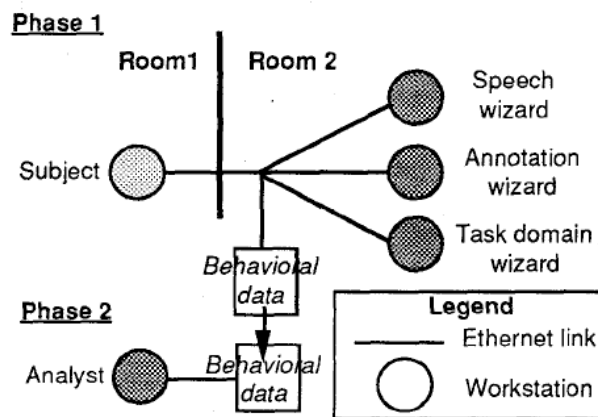 Phase 1
Room1
Room 2
Speech
wizard
Subject
Annotation
wizard
Task domain
wizard
Behavioral
data
Phase 2
Analyst
Behavioral
data
Legend
Ethernet link
Workstation